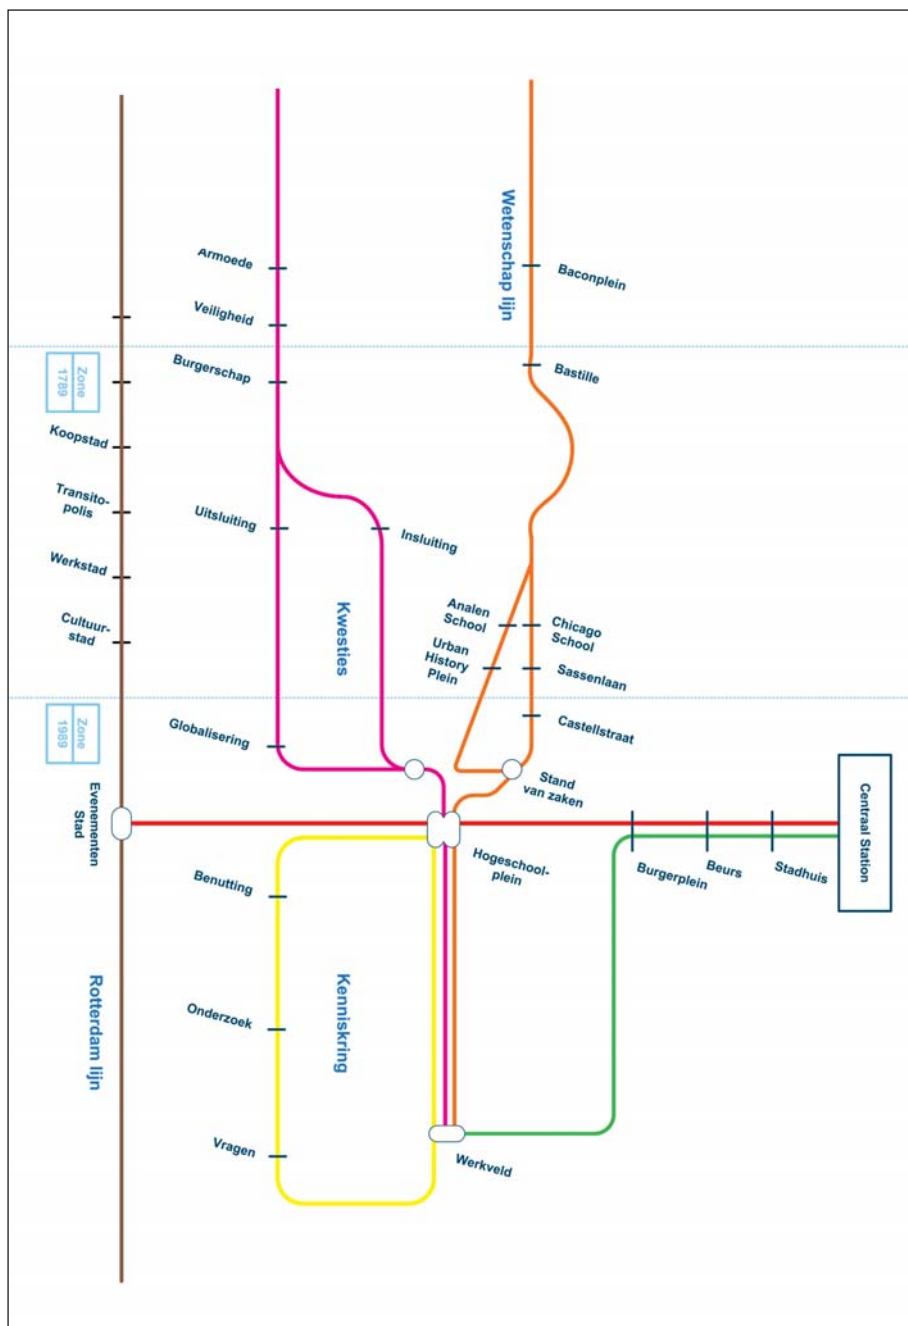 Wetenschap lijn
Baconplein
Bastille
Armoede
Veiligheid
Burgerschap
Zone
1789
Koopstad
Transito-
polis
Werkstad
Cultuur-
stad
Uitsluiting
Insluiting
Kwesties
Analen
School
Urban
History
Plein
Chicago
School
Sassenlaan
Castellstraat
Zone
1989
Globalisering
Stand
van zaken
Evenementen
Stad
Hogeschool-
plein
Burgerplein
Beurs
Stadhuis
Centraal Station
Benutting
Onderzoek
Vragen
Kenniskring
Rotterdam lijn
Werkveld